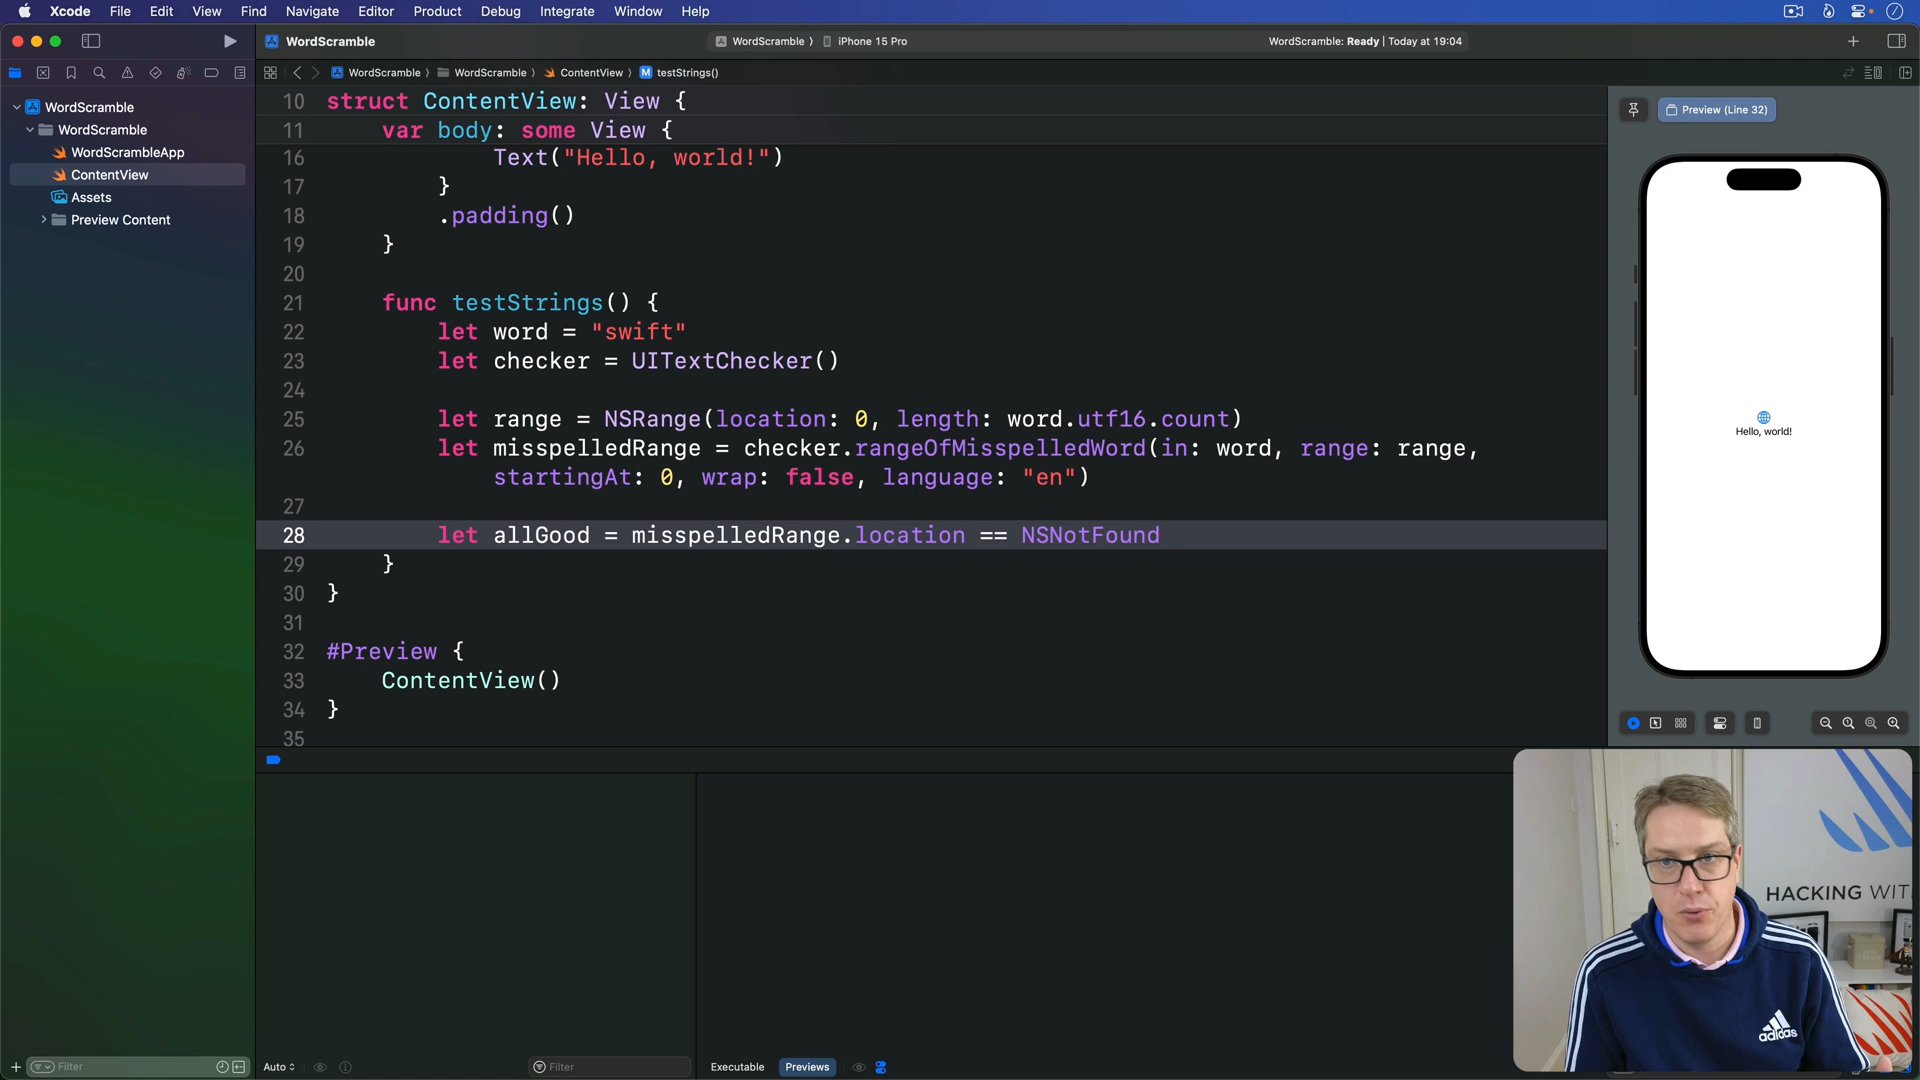 Xcode File Edit View Find Navigate Editor Product Debug Integrate Window Help
WordScramble
WordScramble 〉 iPhone 15 Pro
WordScramble: Ready | Today at 19:04
WordScramble 〉 WordScramble 〉 ContentView 〉 M testStrings()
WordScramble
WordScramble
WordScrambleApp
ContentView
Assets
Preview Content
10 struct ContentView: View {
11 var body: some View {
16 Text("Hello, world!")
17 }
18 .padding()
19 }
20
21 func testStrings() {
22 let word = "swift"
23 let checker = UITextChecker()
24
25 let range = NSRange(location: 0, length: word.utf16.count)
26 let misspelledRange = checker.rangeOfMisspelledWord(in: word, range: range,
startingAt: 0, wrap: false, language: "en")
27
28 let allGood = misspelledRange.location == NSNotFound
29 }
30 }
31
32 #Preview {
33 ContentView()
34 }
35
Preview (Line 32)
Hello, world!
HACKING WIT
adidas
Filter
Auto
Filter
Executable Previews